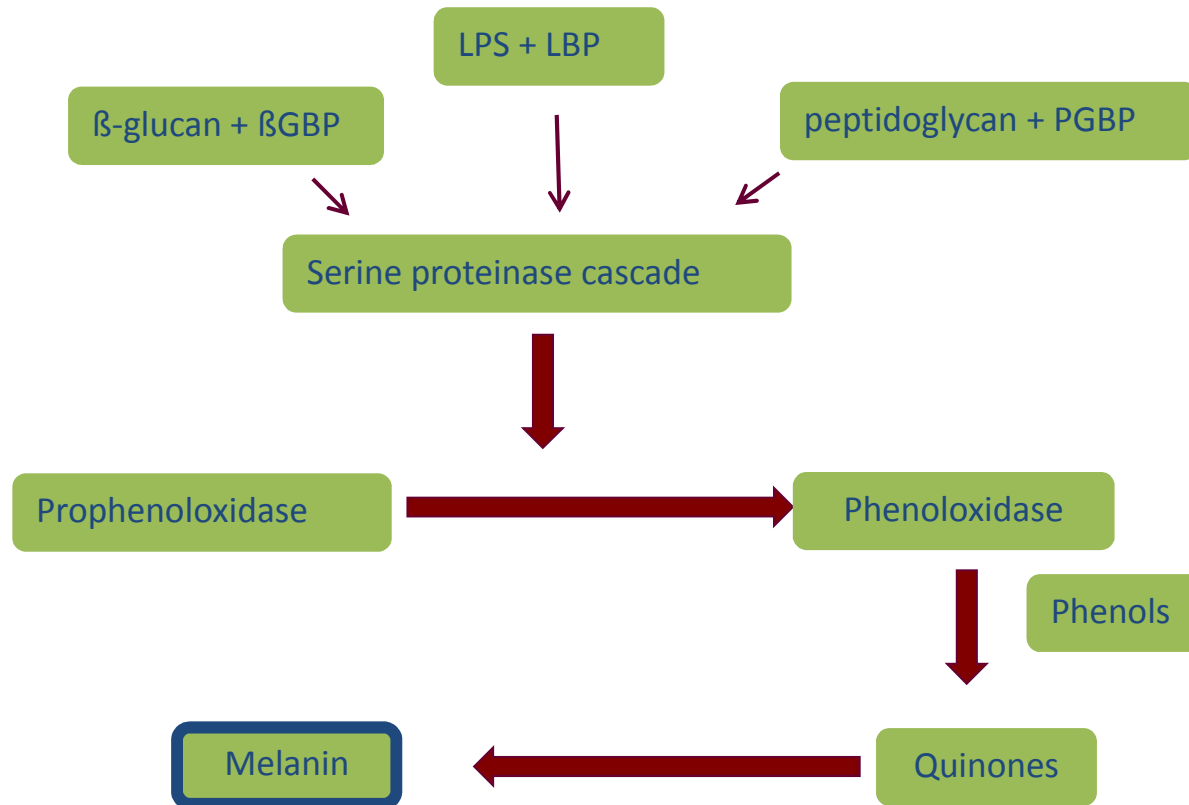 LPS + LBP
ß-glucan + ßGBP
peptidoglycan + PGBP
Serine proteinase cascade
Prophenoloxidase
Phenoloxidase
Phenols
Melanin
Quinones